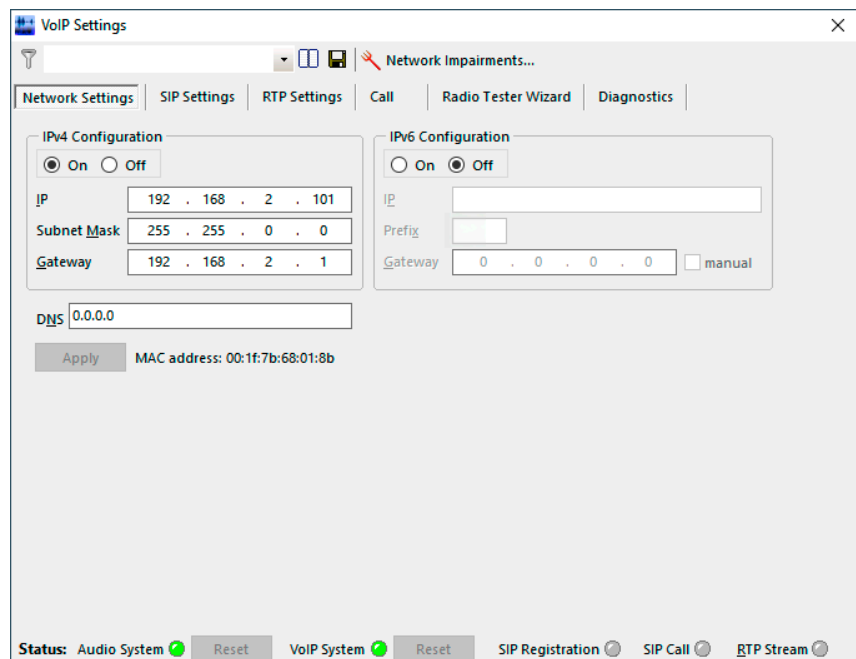 VoIP Settings
Network Impairments...
Network Settings SIP Settings RTP Settings Call Radio Tester Wizard Diagnostics
IPv4 Configuration IPv6 Configuration
On Off On Off
IP 192 . 168 . 2 . 101 IP
Subnet Mask 255 . 255 . 0 . 0 Prefix
Gateway 192 . 168 . 2 . 1 Gateway 0 . 0 . 0 . 0 manual
DNS 0.0.0.0
Apply MAC address: 00:1f:7b:68:01:8b
Status: Audio System Reset VoIP System Reset SIP Registration SIP Call RTP Stream